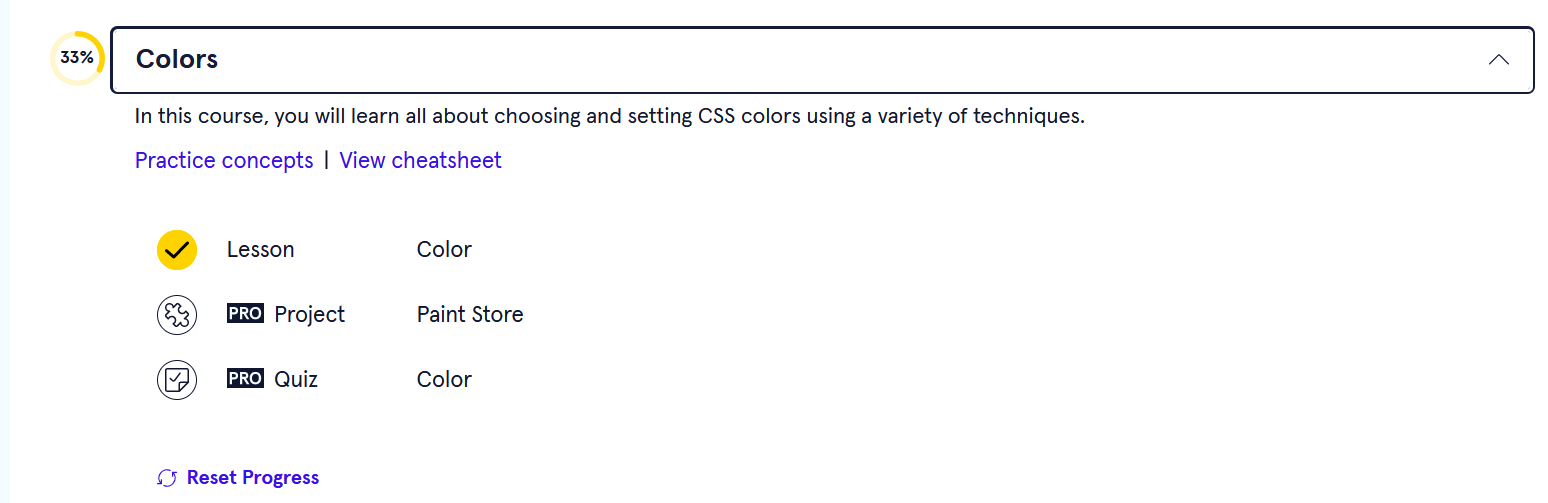 33%
Colors
In this course, you will learn all about choosing and setting CSS colors using a variety of techniques.
Practice concepts | View cheatsheet
Lesson Color
PRO Project Paint Store
PRO Quiz Color
Reset Progress